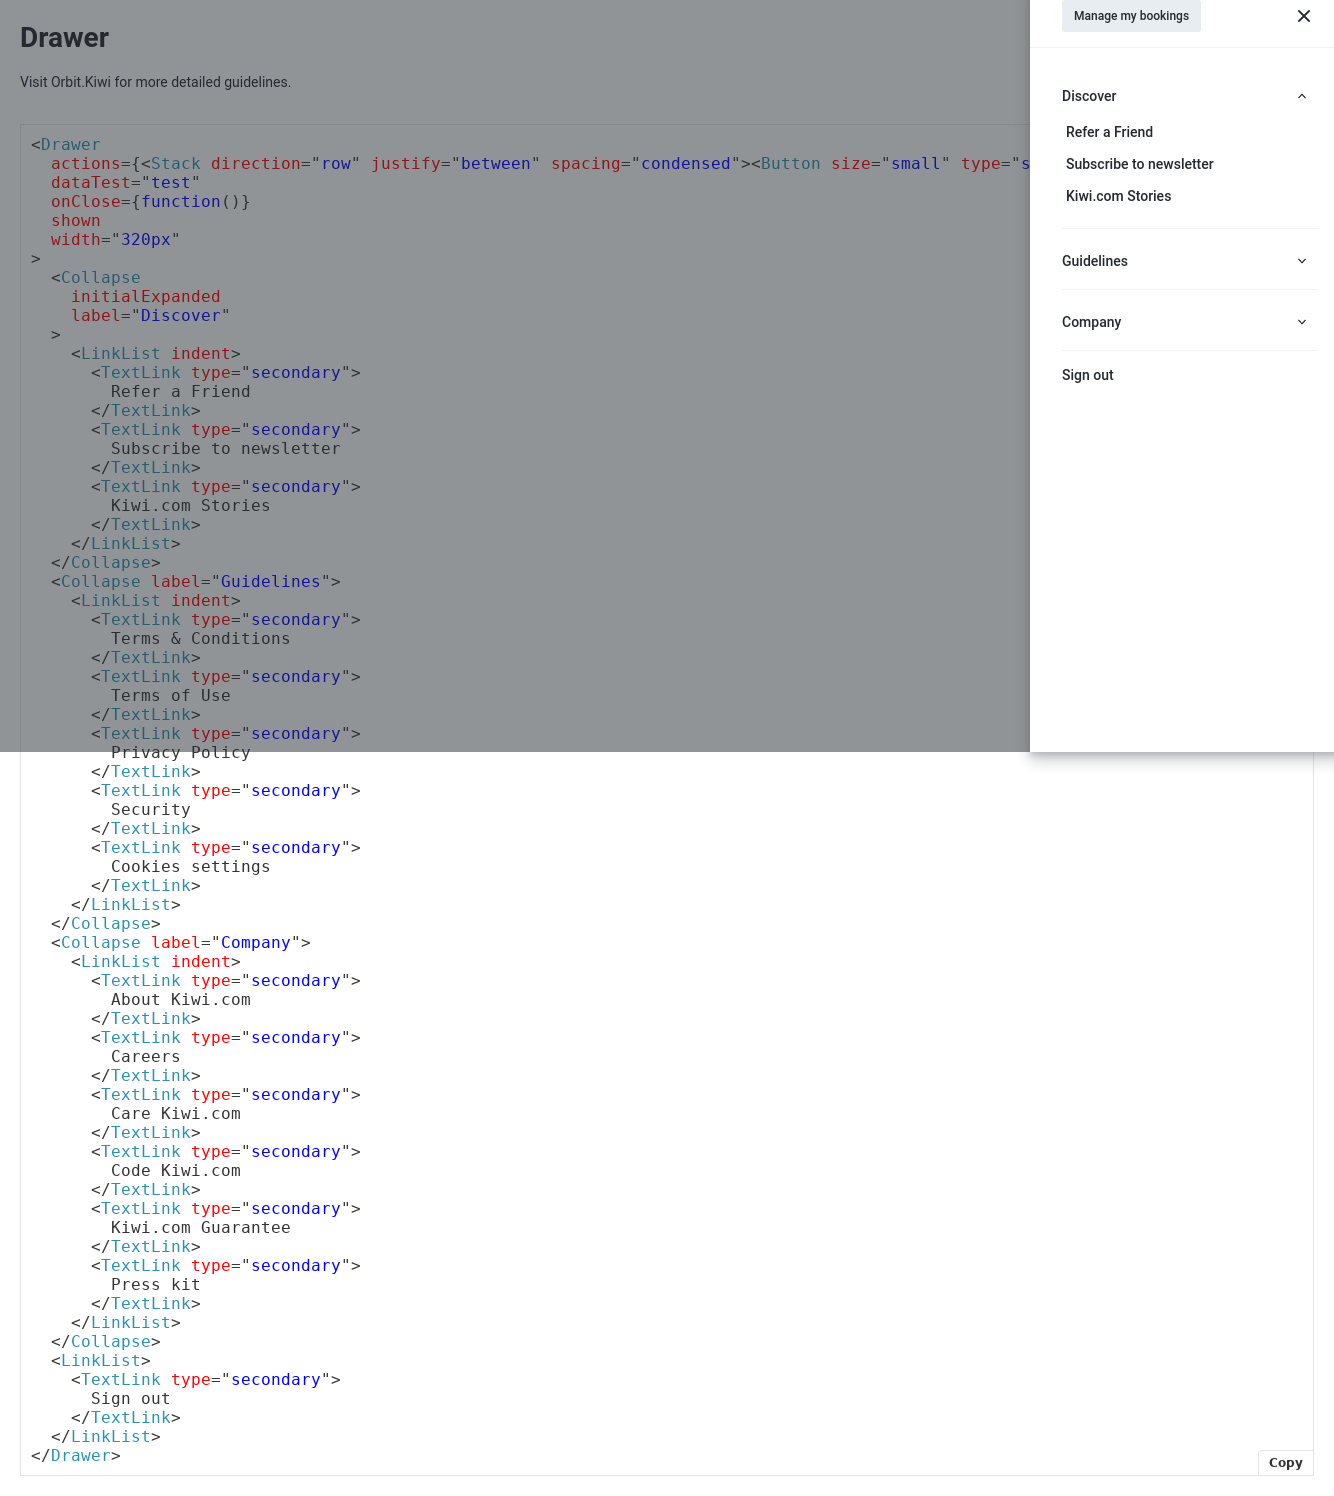 Drawer
Visit Orbit.Kiwi for more detailed guidelines.
<Drawer
  actions={<Stack direction="row" justify="between" spacing="condensed"><Button size="small" type="s
  dataTest="test"
  onClose={function()}
  shown
  width="320px"
>
  <Collapse
    initialExpanded
    label="Discover"
  >
    <LinkList indent>
      <TextLink type="secondary">
        Refer a Friend
      </TextLink>
      <TextLink type="secondary">
        Subscribe to newsletter
      </TextLink>
      <TextLink type="secondary">
        Kiwi.com Stories
      </TextLink>
    </LinkList>
  </Collapse>
  <Collapse label="Guidelines">
    <LinkList indent>
      <TextLink type="secondary">
        Terms & Conditions
      </TextLink>
      <TextLink type="secondary">
        Terms of Use
      </TextLink>
      <TextLink type="secondary">
        Privacy Policy
      </TextLink>
      <TextLink type="secondary">
        Security
      </TextLink>
      <TextLink type="secondary">
        Cookies settings
      </TextLink>
    </LinkList>
  </Collapse>
  <Collapse label="Company">
    <LinkList indent>
      <TextLink type="secondary">
        About Kiwi.com
      </TextLink>
      <TextLink type="secondary">
        Careers
      </TextLink>
      <TextLink type="secondary">
        Care Kiwi.com
      </TextLink>
      <TextLink type="secondary">
        Code Kiwi.com
      </TextLink>
      <TextLink type="secondary">
        Kiwi.com Guarantee
      </TextLink>
      <TextLink type="secondary">
        Press kit
      </TextLink>
    </LinkList>
  </Collapse>
  <LinkList>
    <TextLink type="secondary">
      Sign out
    </TextLink>
  </LinkList>
</Drawer>
Copy
Manage my bookings
Discover
Refer a Friend
Subscribe to newsletter
Kiwi.com Stories
Guidelines
Company
Sign out